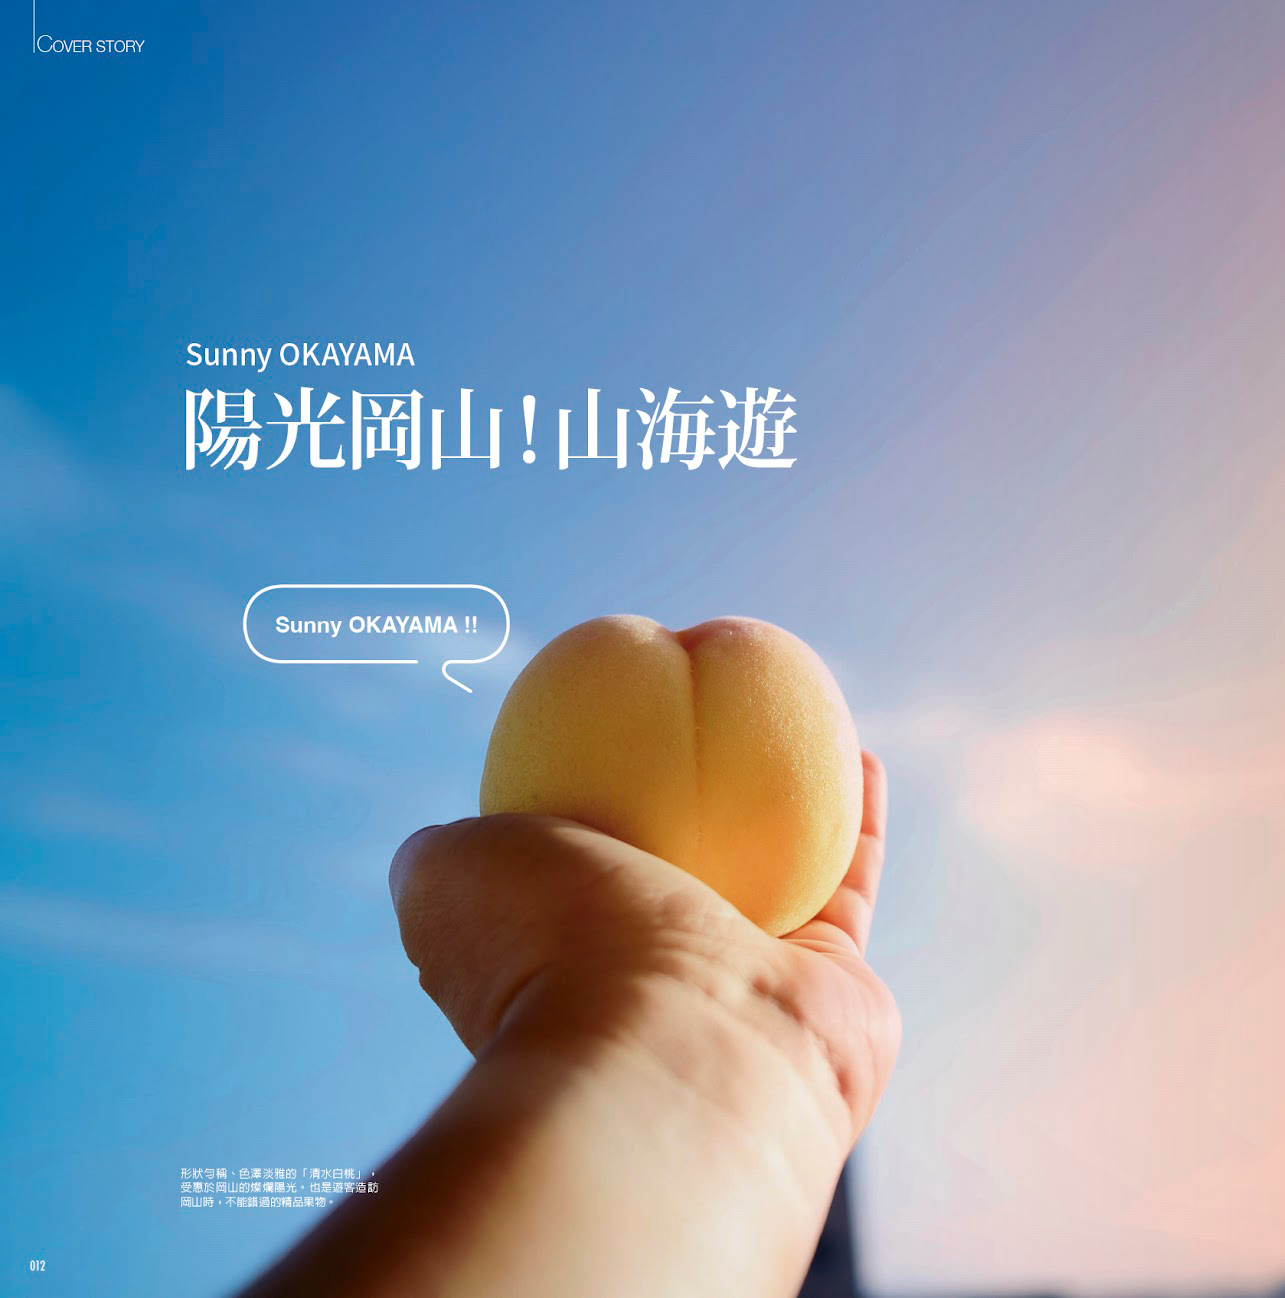 COVER STORY
Sunny OKAYAMA
陽光岡山！山海遊
Sunny OKAYAMA !!
形狀勻稱、色澤淡雅的「清水白桃」，
受惠於岡山的燦爛陽光。也是遊客造訪
岡山時，不能錯過的精品果物。
012